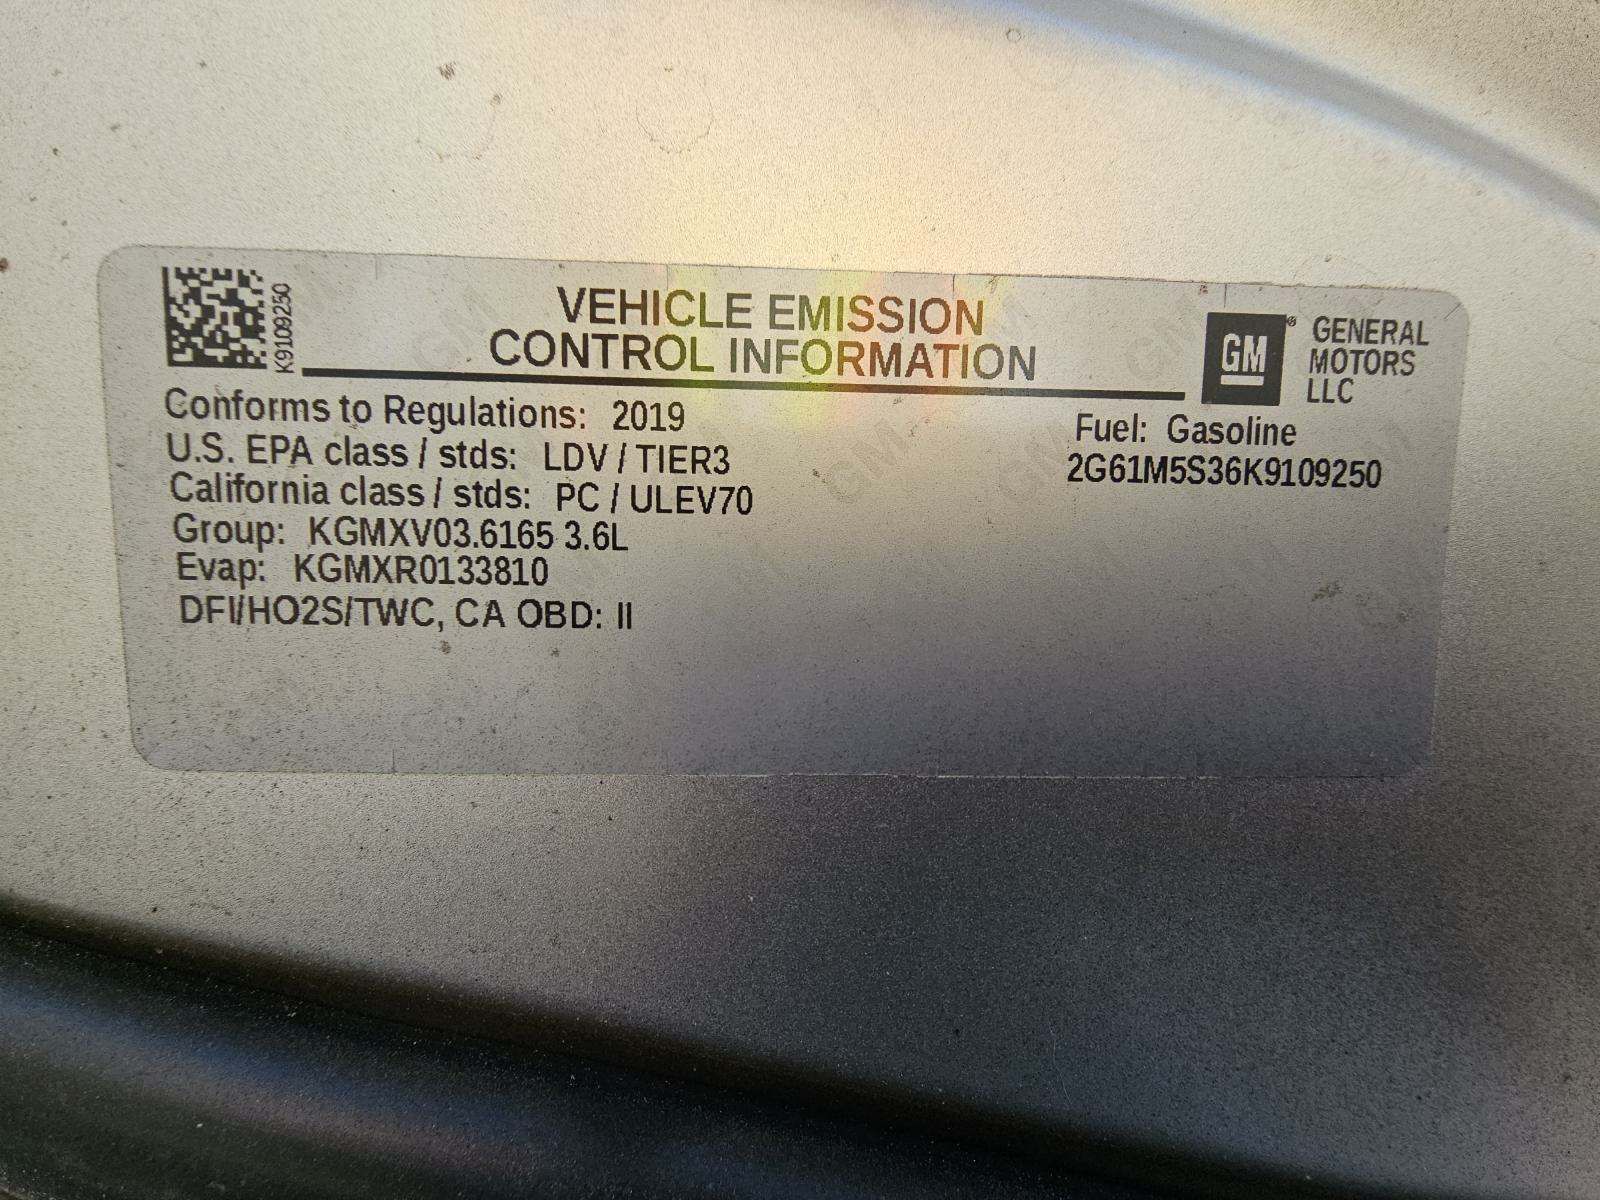 K9109250
VEHICLE EMISSION
CONTROL INFORMATION
GM®
GENERAL
MOTORS
LLC
Conforms to Regulations: 2019
U.S. EPA class / stds: LDV / TIER3
California class / stds: PC / ULEV70
Group: KGMXV03.6165 3.6L
Evap: KGMXR0133810
DFI/HO2S/TWC, CA OBD: II
Fuel: Gasoline
2G61M5S36K9109250